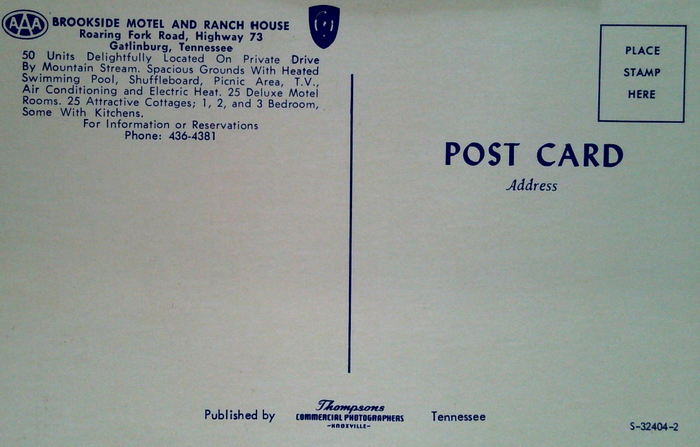 AAA
BROOKSIDE MOTEL AND RANCH HOUSE
Roaring Fork Road, Highway 73
Gatlinburg, Tennessee
50 Units Delightfully Located On Private Drive
By Mountain Stream. Spacious Grounds With Heated
Swimming Pool, Shuffleboard, Picnic Area, T.V.,
Air Conditioning and Electric Heat. 25 Deluxe Motel
Rooms. 25 Attractive Cottages; 1, 2, and 3 Bedroom,
Some With Kitchens.
For Information or Reservations
Phone: 436-4381
PLACE
STAMP
HERE
POST CARD
Address
Published by
Thompsons
COMMERCIAL PHOTOGRAPHERS
-KNOXVILLE-
Tennessee
S-32404-2